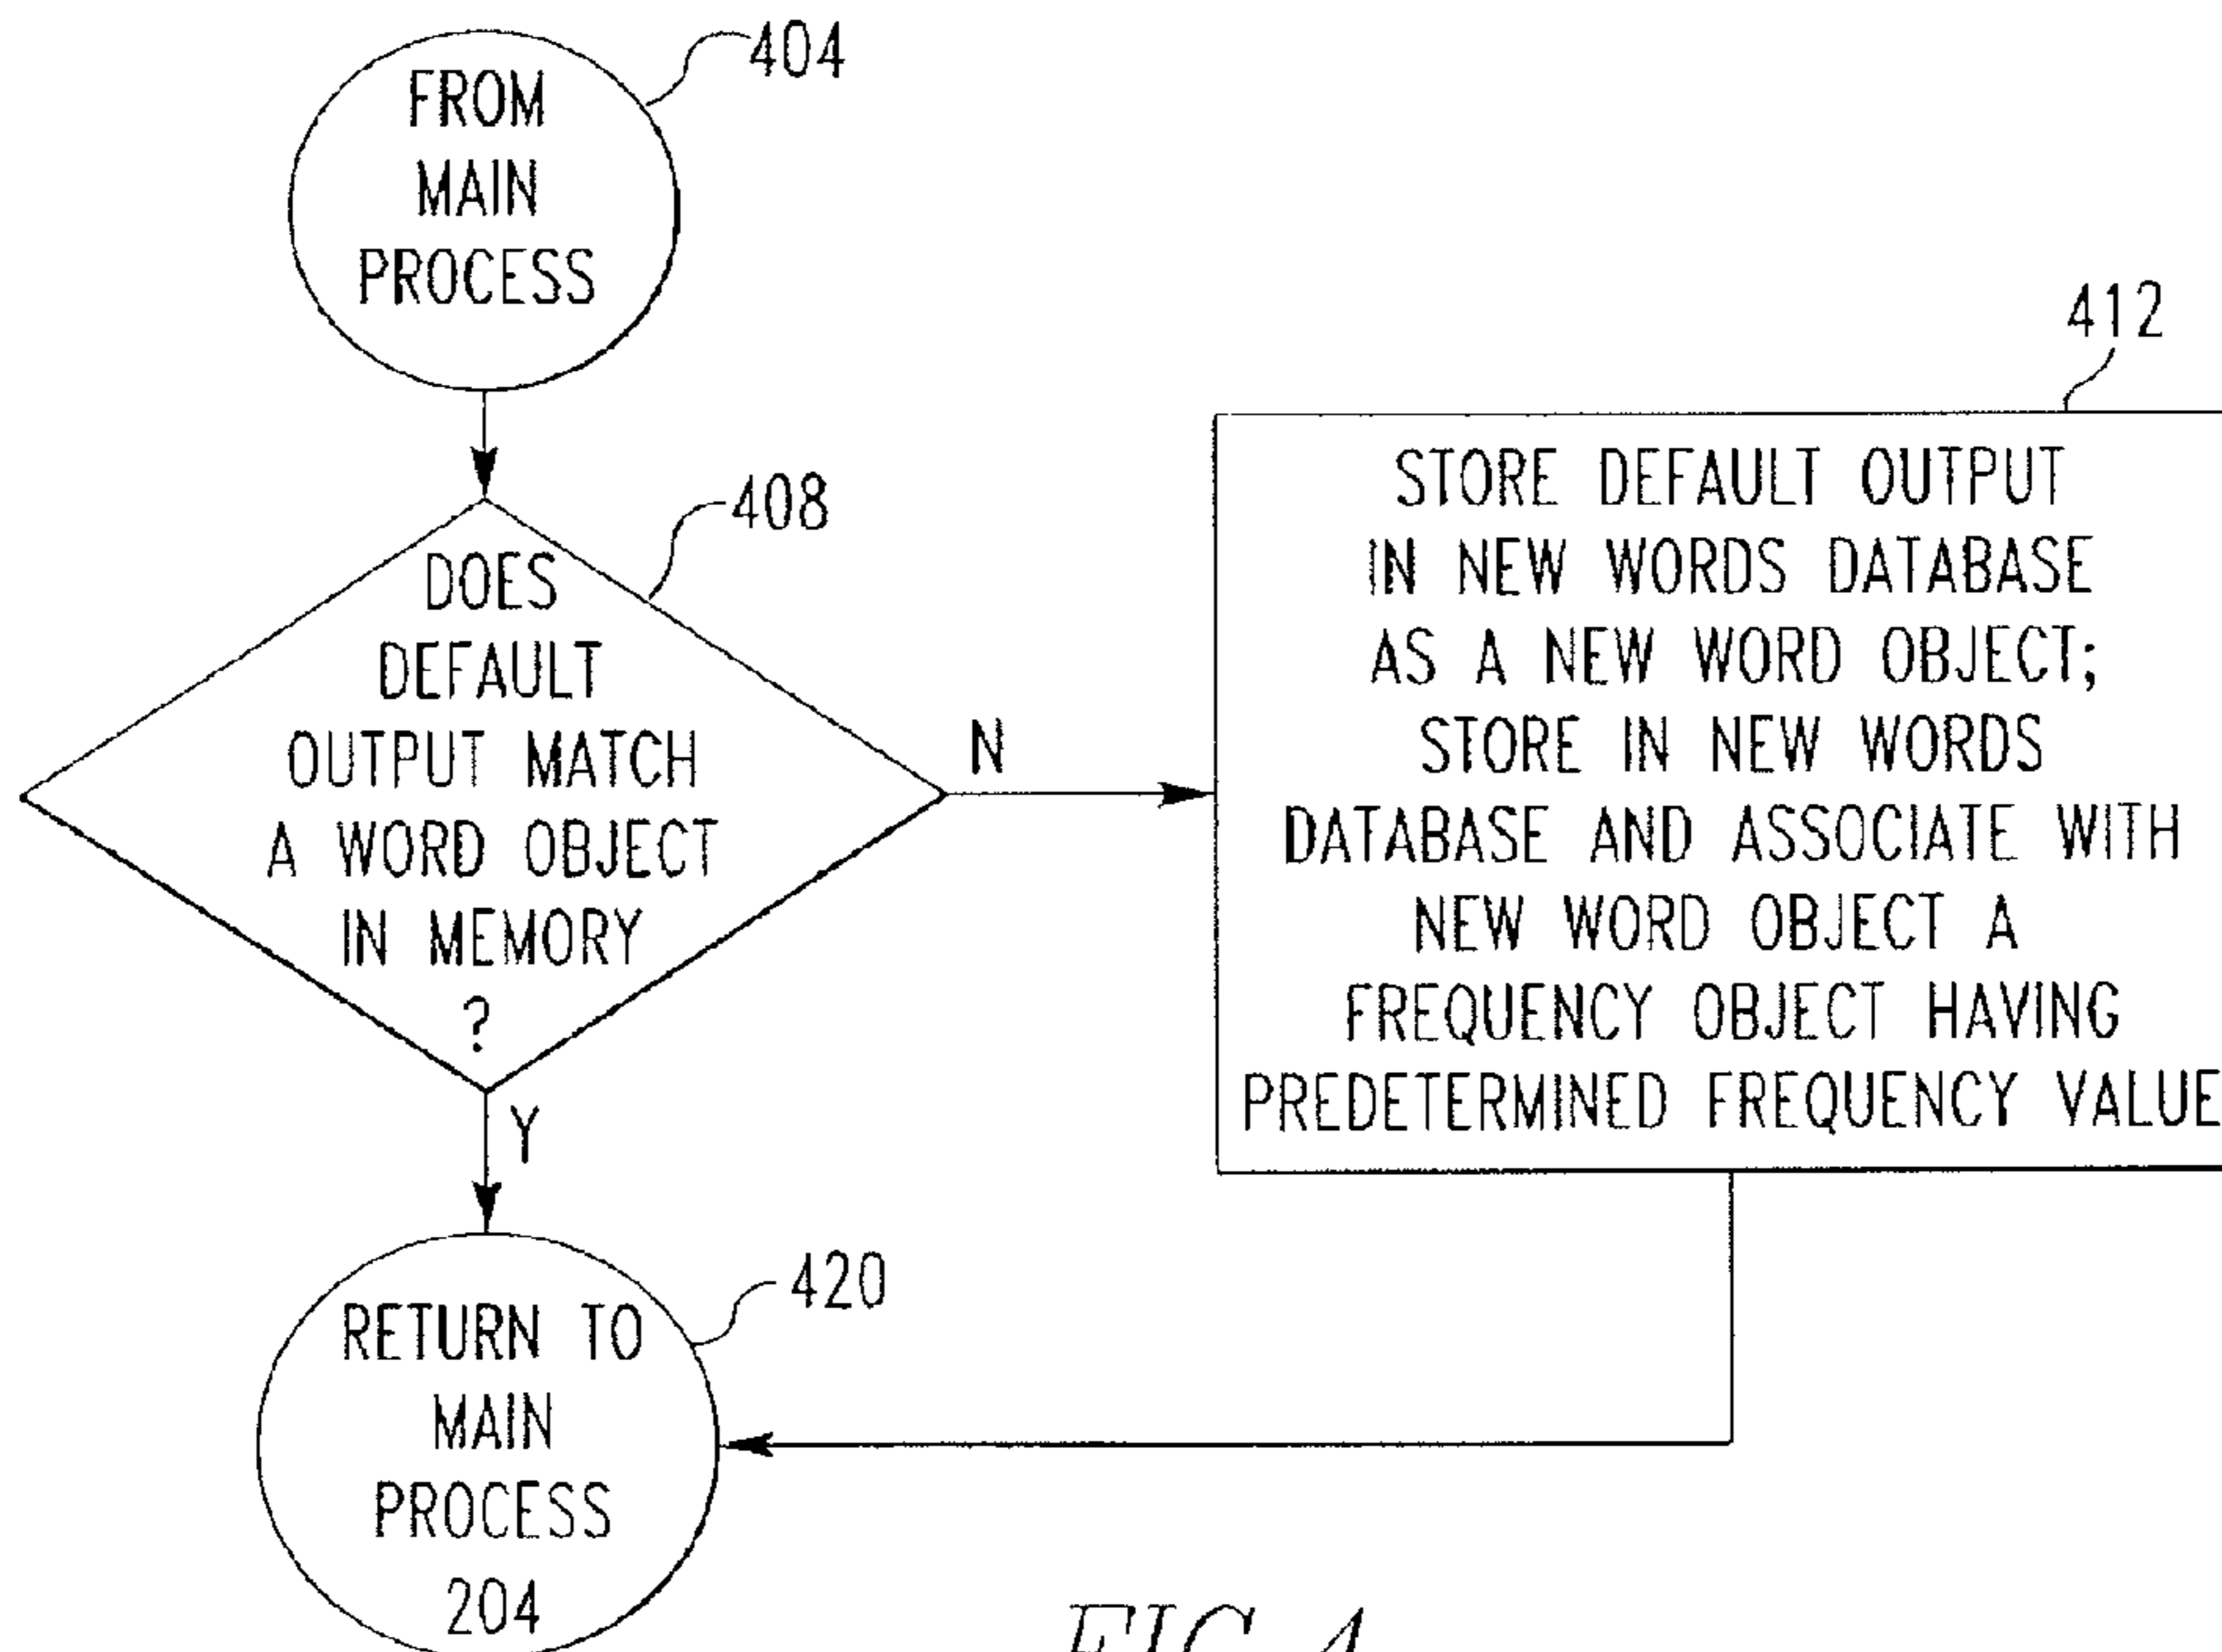 404
FROM
MAIN
PROCESS
408
DOES
DEFAULT
OUTPUT MATCH
A WORD OBJECT
IN MEMORY
?
N
412
STORE DEFAULT OUTPUT
IN NEW WORDS DATABASE
AS A NEW WORD OBJECT;
STORE IN NEW WORDS
DATABASE AND ASSOCIATE WITH
NEW WORD OBJECT A
FREQUENCY OBJECT HAVING
PREDETERMINED FREQUENCY VALUE
Y
420
RETURN TO
MAIN
PROCESS
204
FIG. 4